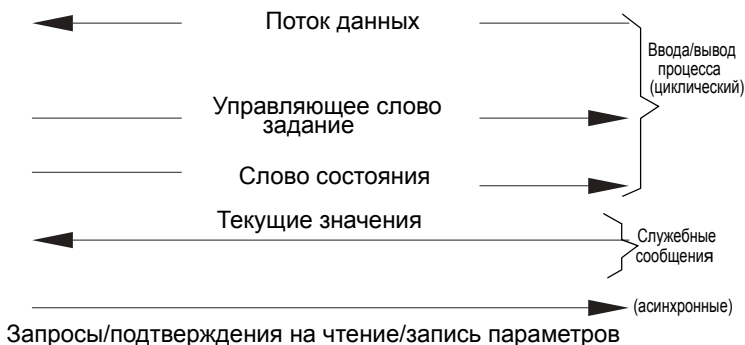 Поток данных
Ввода/вывод
процесса
(циклический)
Управляющее слово
задание
Слово состояния
Текущие значения
Служебные
сообщения
(асинхронные)
Запросы/подтверждения на чтение/запись параметров